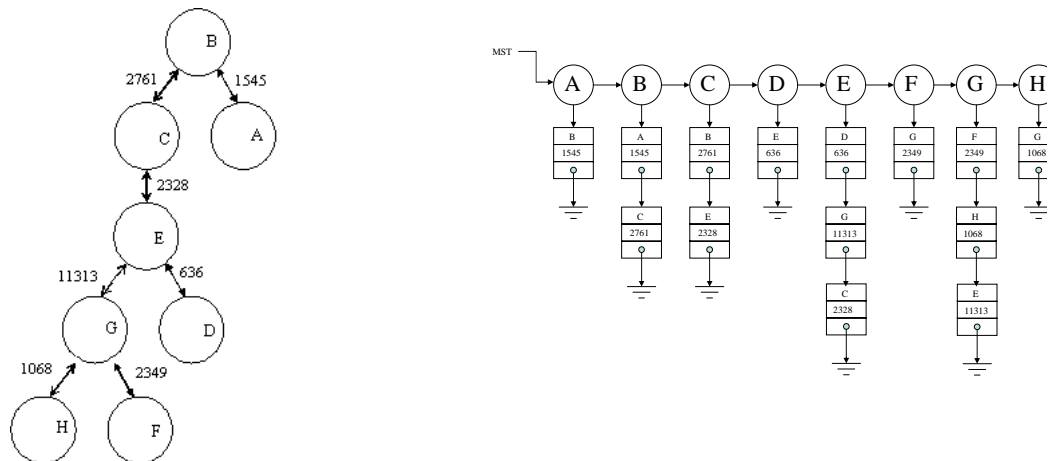 B
2761
1545
C
A
2328
E
11313
636
G
D
1068
2349
H
F
MST
A B C D E F G H
B A B E D G F G
1545 1545 2761 636 636 2349 2349 1068
C E G H
2761 2328 11313 1068
C E
2328 11313